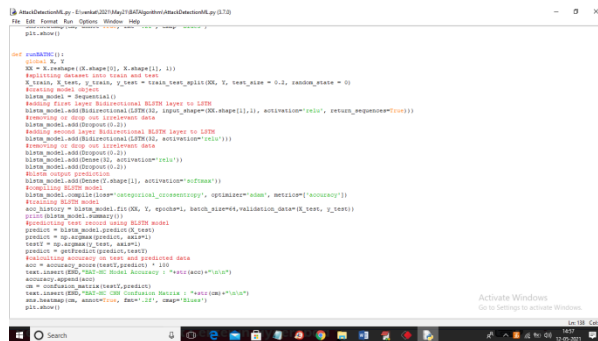 AttackDetectionML.py - E:\venkat\2021\May21\BATAlgorithm\AttackDetectionML.py (3.7.0)
File Edit Format Run Options Window Help
plt.show()
def runBATMC():
global X, Y
XX = X.reshape((X.shape[0], X.shape[1], 1))
#splitting dataset into train and test
X_train, X_test, y_train, y_test = train_test_split(XX, Y, test_size = 0.2, random_state = 0)
#creating model object
blstm_model = Sequential()
#adding first layer Bidirectional BLSTM layer to LSTM
blstm_model.add(Bidirectional(LSTM(32, input_shape=(XX.shape[1],1), activation='relu', return_sequences=True)))
#removing or drop out irrelevant data
blstm_model.add(Dropout(0.2))
#adding second layer Bidirectional BLSTM layer to LSTM
blstm_model.add(Bidirectional(LSTM(32, activation='relu')))
#removing or drop out irrelevant data
blstm_model.add(Dropout(0.2))
blstm_model.add(Dense(32, activation='relu'))
blstm_model.add(Dropout(0.2))
#blstm output prediction
blstm_model.add(Dense(Y.shape[1], activation='softmax'))
#compiling BLSTM model
blstm_model.compile(loss='categorical_crossentropy', optimizer='adam', metrics=['accuracy'])
#training BLSTM model
acc_history = blstm_model.fit(XX, Y, epochs=1, batch_size=64,validation_data=(X_test, y_test))
print(blstm_model.summary())
#predicting test record using BLSTM model
predict = blstm_model.predict(X_test)
predict = np.argmax(predict, axis=1)
testY = np.argmax(y_test, axis=1)
predict = getPredict(predict,testY)
#calculting accuracy on test and predicted data
acc = accuracy_score(testY,predict) * 100
text.insert(END,"BAT-MC Model Accuracy : "+str(acc)+"\n\n")
accuracy.append(acc)
cm = confusion_matrix(testY,predict)
text.insert(END,"BAT-MC CNN Confusion Matrix : "+str(cm)+"\n\n")
sns.heatmap(cm, annot=True, fmt='.2f', cmap='Blues')
plt.show()
Activate Windows
Go to Settings to activate Windows.
Ln: 138 Col:
Search
14:57
12-05-2021